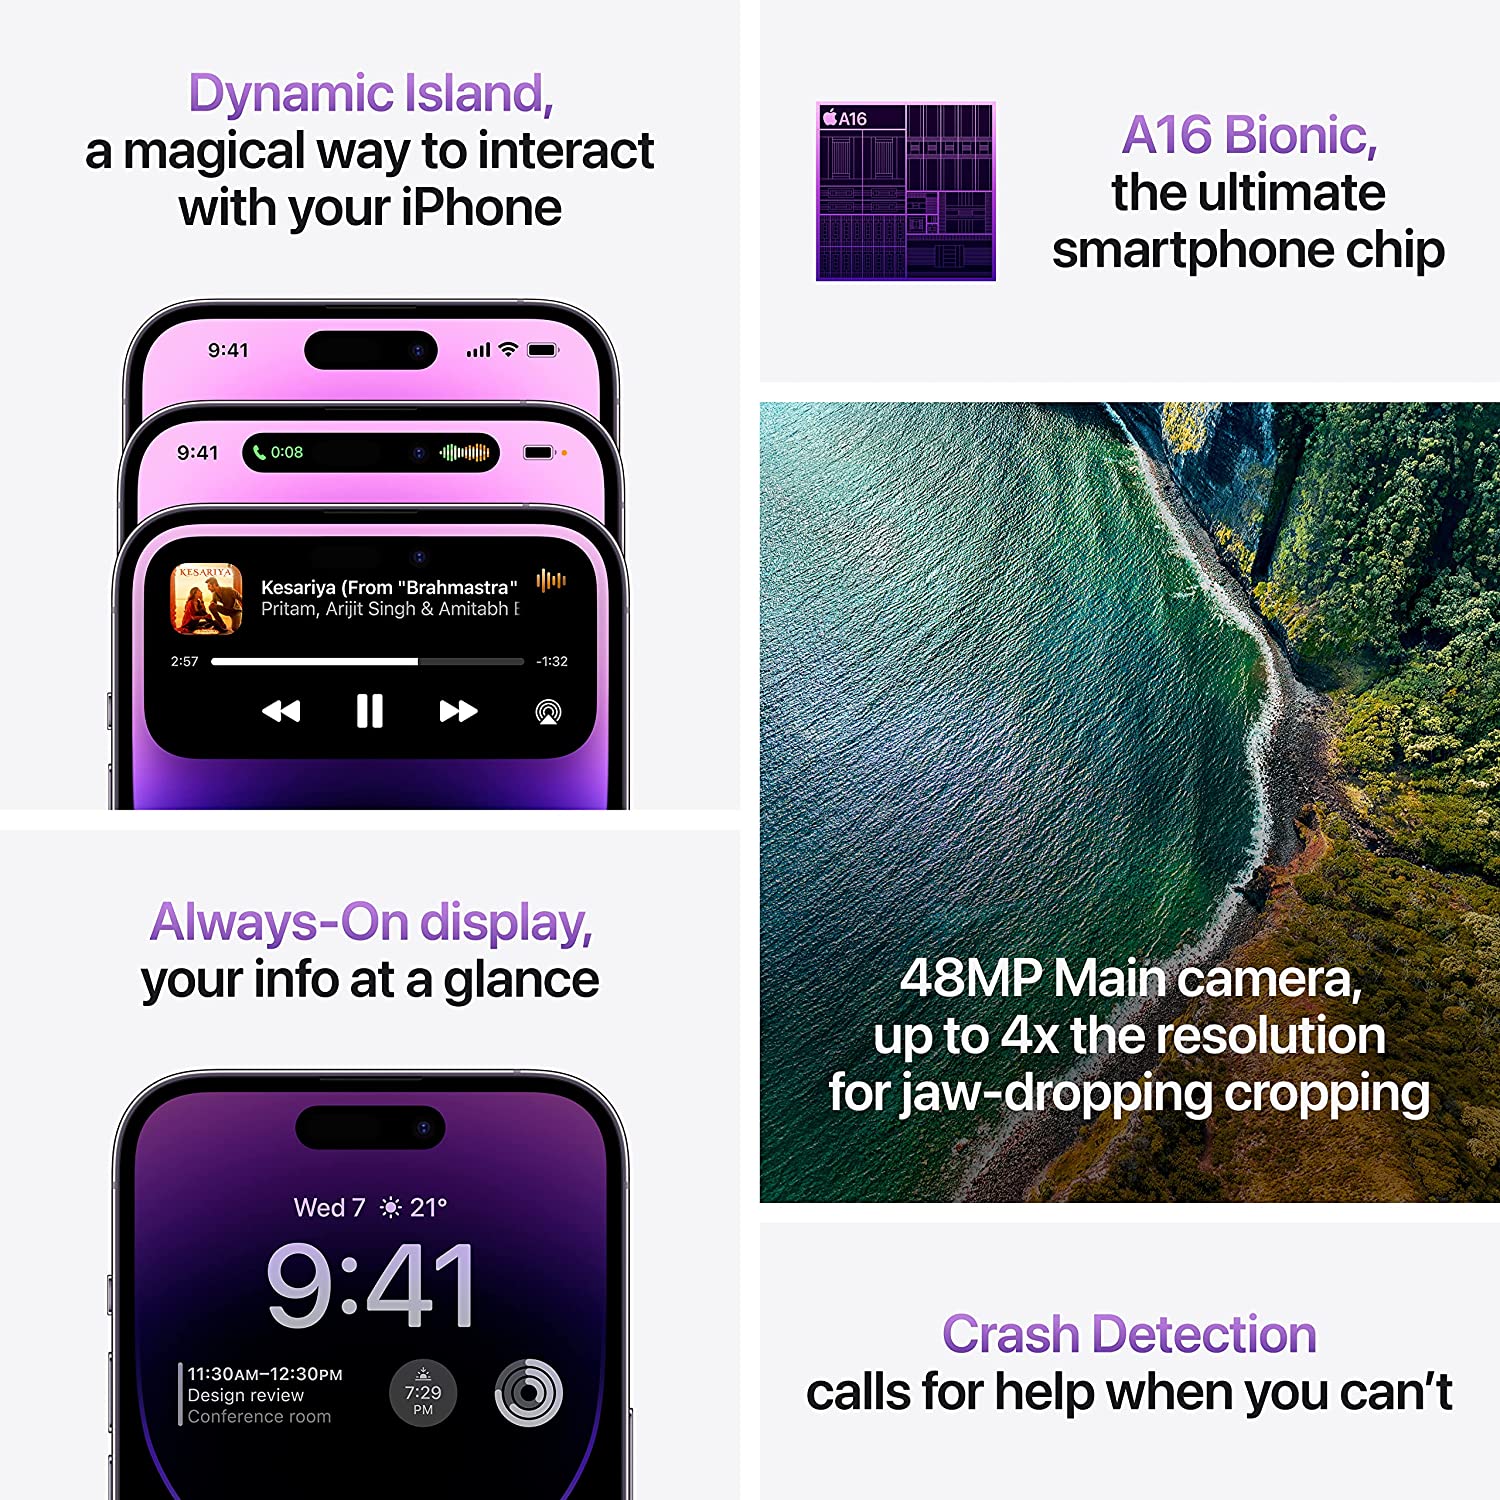 Dynamic Island,
a magical way to interact
with your iPhone
9:41
9:41 0:08
KESARIYA
Kesariya (From "Brahmastra"
Pritam, Arijit Singh & Amitabh B
2:57 -1:32
Always-On display,
your info at a glance
Wed 7 21°
9:41
11:30AM–12:30PM
Design review
Conference room
7:29
PM
A16
A16 Bionic,
the ultimate
smartphone chip
48MP Main camera,
up to 4x the resolution
for jaw-dropping cropping
Crash Detection
calls for help when you can’t